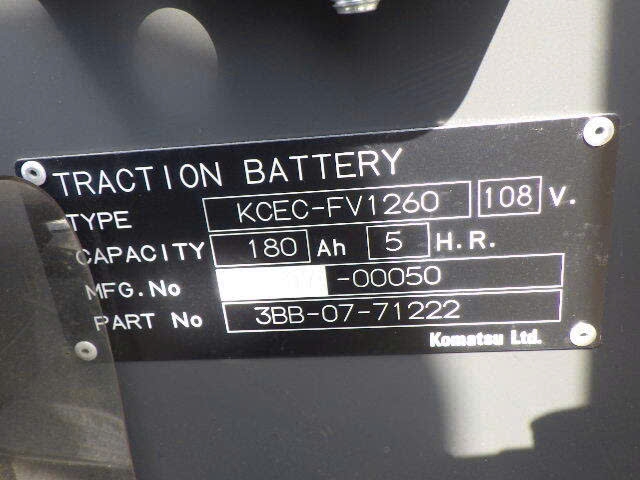 TRACTION BATTERY
TYPE KCEC-FV1260 108 V.
CAPACITY 180 Ah 5 H.R.
MFG.No -00050
PART No 3BB-07-71222
Komatsu Ltd.